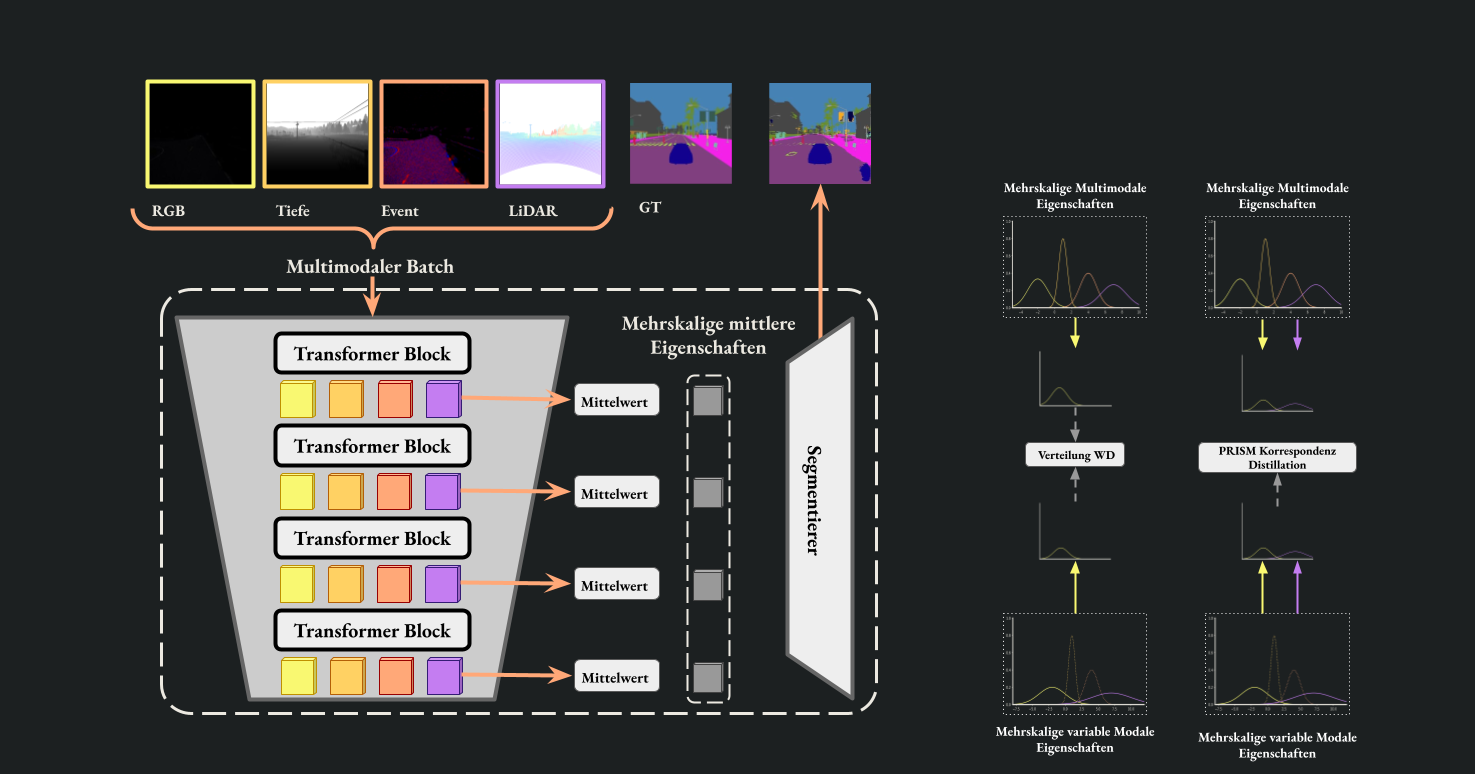 RGB
Tiefe
Event
LiDAR
GT
Multimodaler Batch
Transformer Block
Transformer Block
Transformer Block
Transformer Block
Mittelwert
Mittelwert
Mittelwert
Mittelwert
Mehrskalige mittlere
Eigenschaften
Segmentierer
Mehrskalige Multimodale
Eigenschaften
Verteilung WD
Mehrskalige variable Modale
Eigenschaften
Mehrskalige Multimodale
Eigenschaften
PRISM Korrespondenz
Distillation
Mehrskalige variable Modale
Eigenschaften